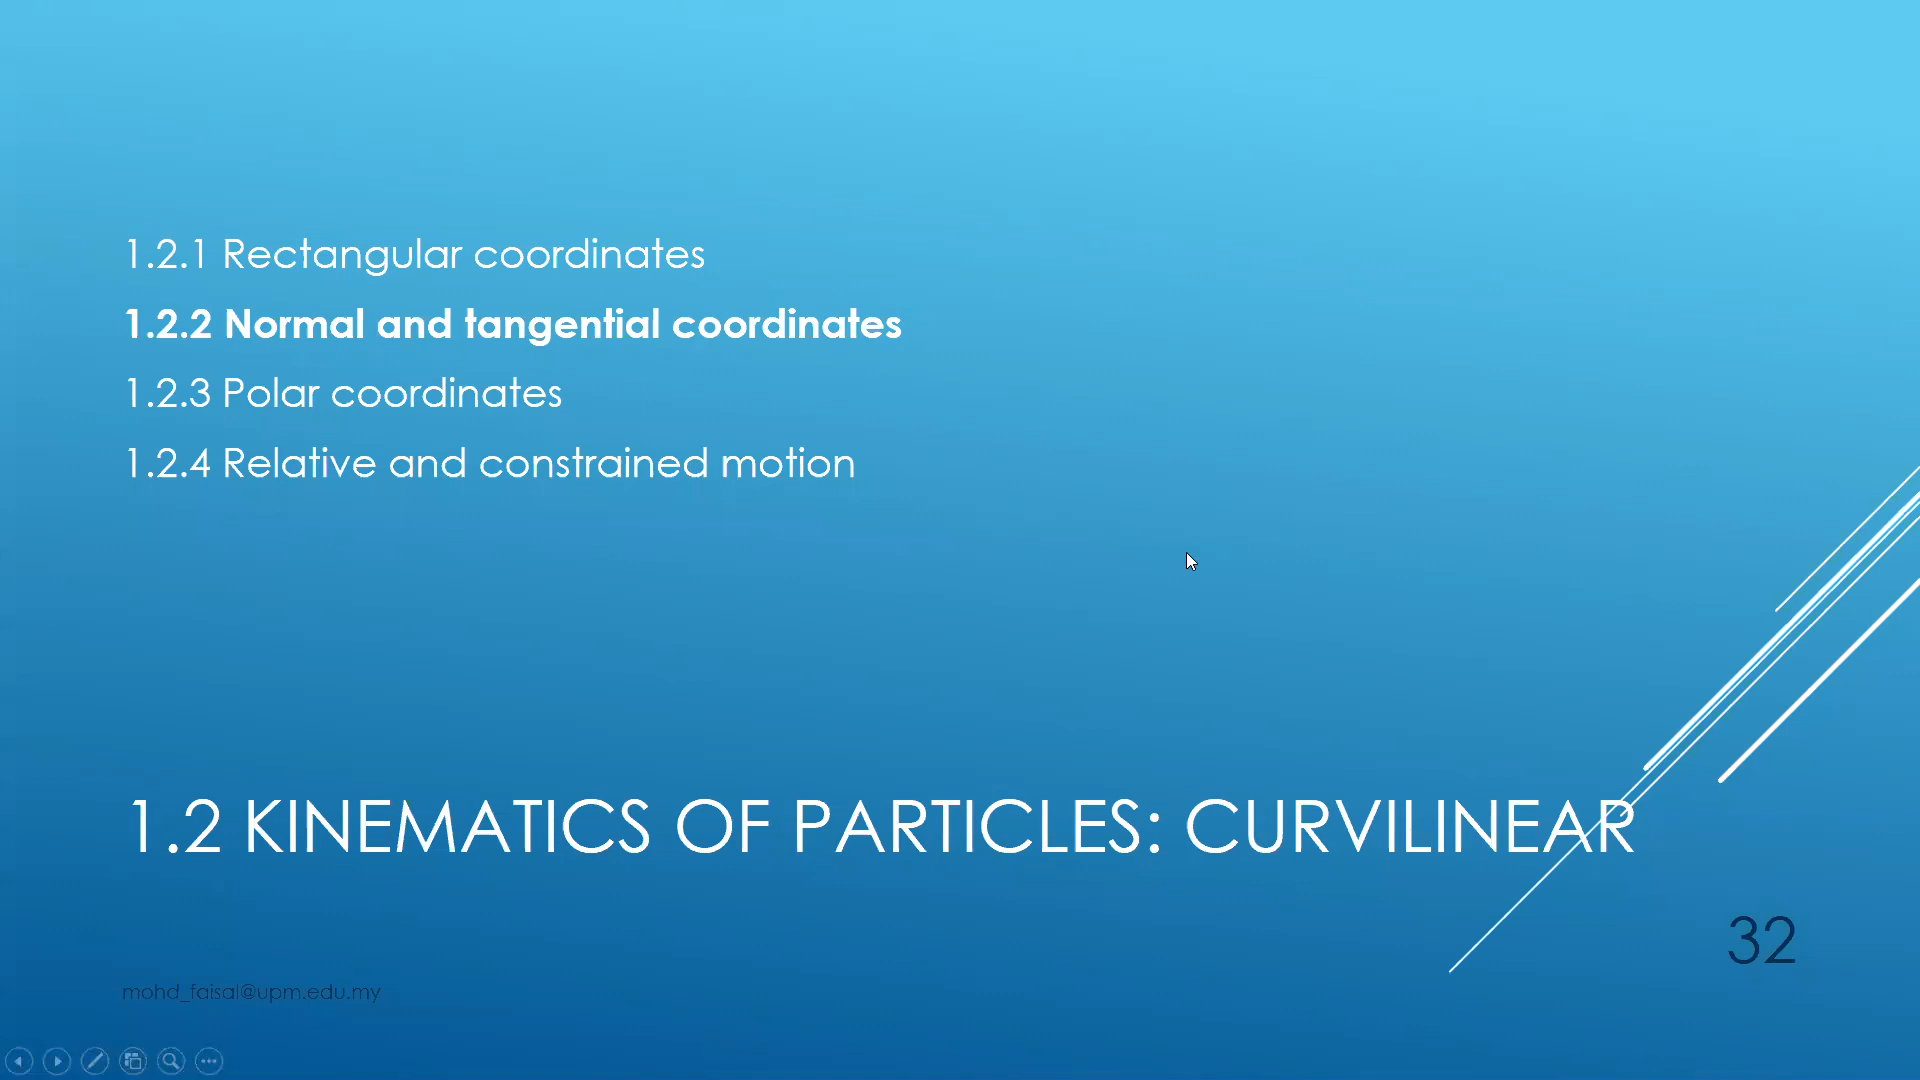 1.2.1 Rectangular coordinates
1.2.2 Normal and tangential coordinates
1.2.3 Polar coordinates
1.2.4 Relative and constrained motion
1.2 KINEMATICS OF PARTICLES: CURVILINEAR
32
mohd_faisal@upm.edu.my